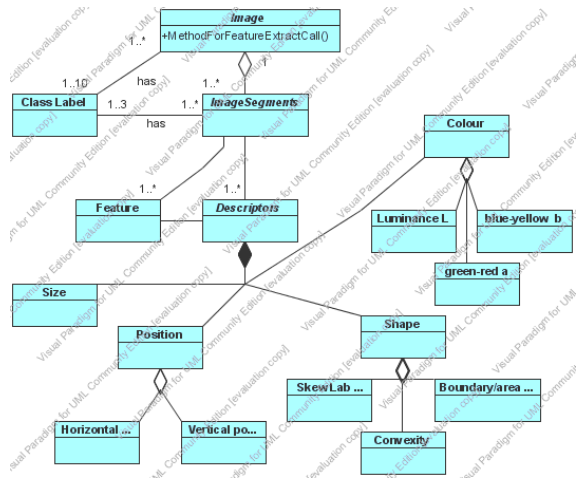 Image
+MethodForFeatureExtractCall()
1..*
1
1..10
has
1..*
Class Label
1..3
1..*
ImageSegments
has
Colour
1..*
1..*
Feature
Descriptors
Luminance L
blue-yellow b
green-red a
Size
Position
Shape
SkewLab ...
Boundary/area ...
Horizontal ...
Vertical po...
Convexity
Visual Paradigm for UML Community Edition [evaluation copy]